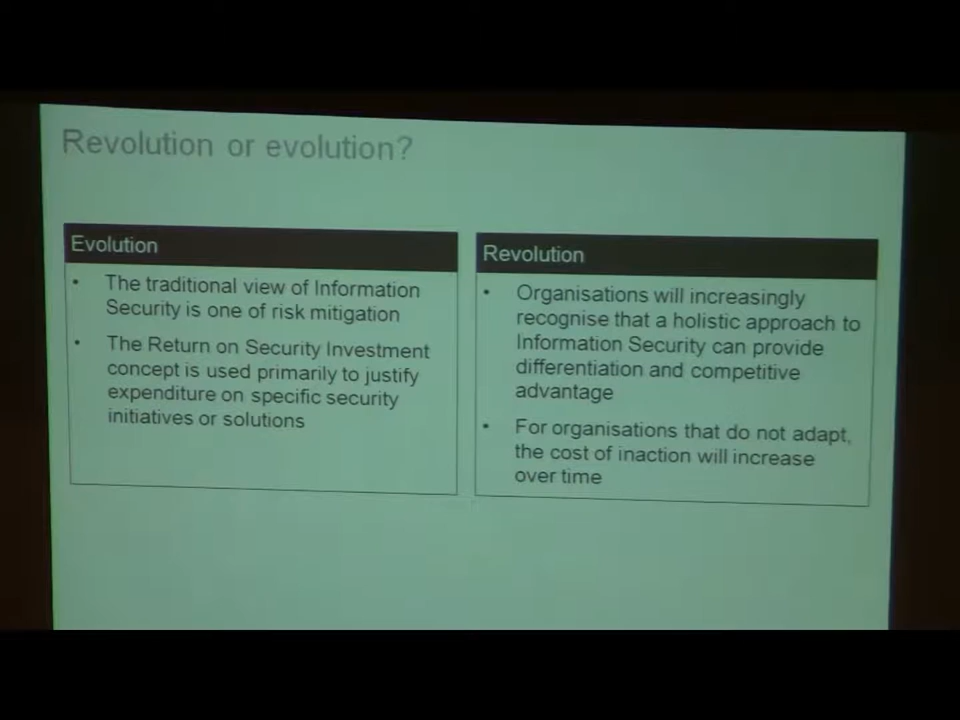 Revolution or evolution?
Evolution
• The traditional view of Information
Security is one of risk mitigation
• The Return on Security Investment
concept is used primarily to justify
expenditure on specific security
initiatives or solutions
Revolution
• Organisations will increasingly
recognise that a holistic approach to
Information Security can provide
differentiation and competitive
advantage
• For organisations that do not adapt,
the cost of inaction will increase
over time